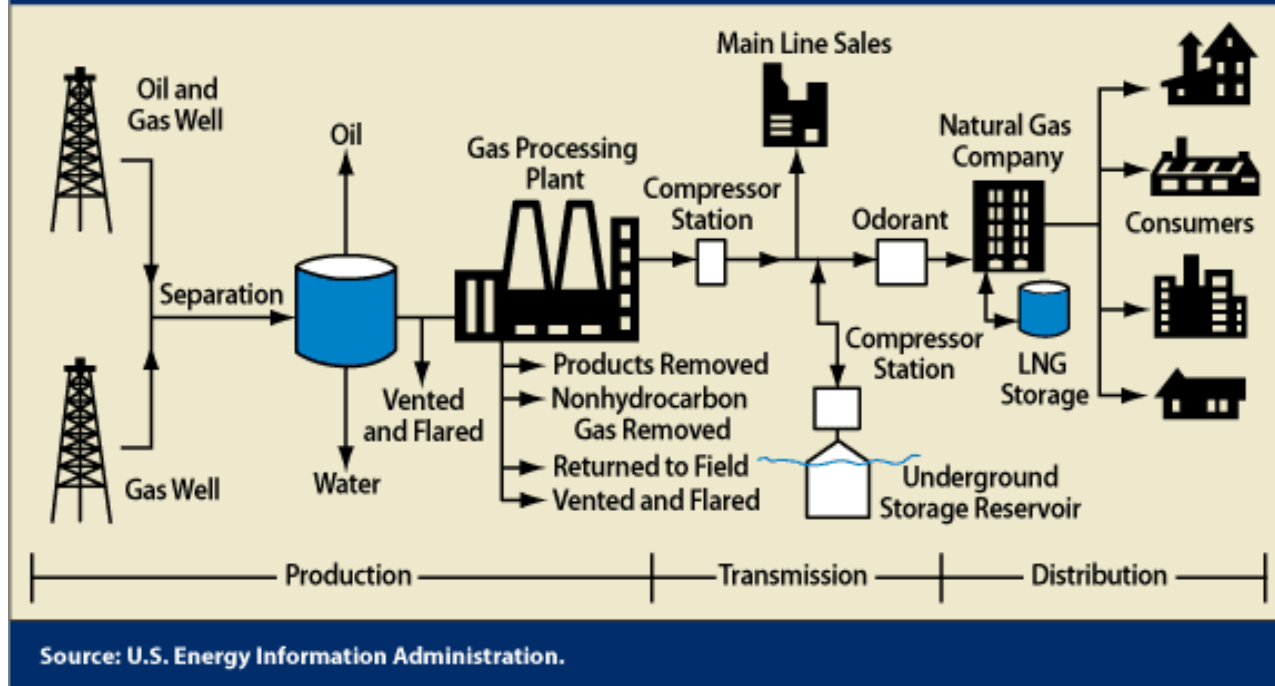 Main Line Sales
Oil and
Gas Well
Oil
Gas Processing
Plant
Compressor
Station
Natural Gas
Company
Odorant
Consumers
Separation
Compressor
Station
LNG
Storage
Products Removed
Nonhydrocarbon
Gas Removed
Returned to Field
Vented and Flared
Vented
and Flared
Gas Well
Water
Underground
Storage Reservoir
Production
Transmission
Distribution
Source: U.S. Energy Information Administration.